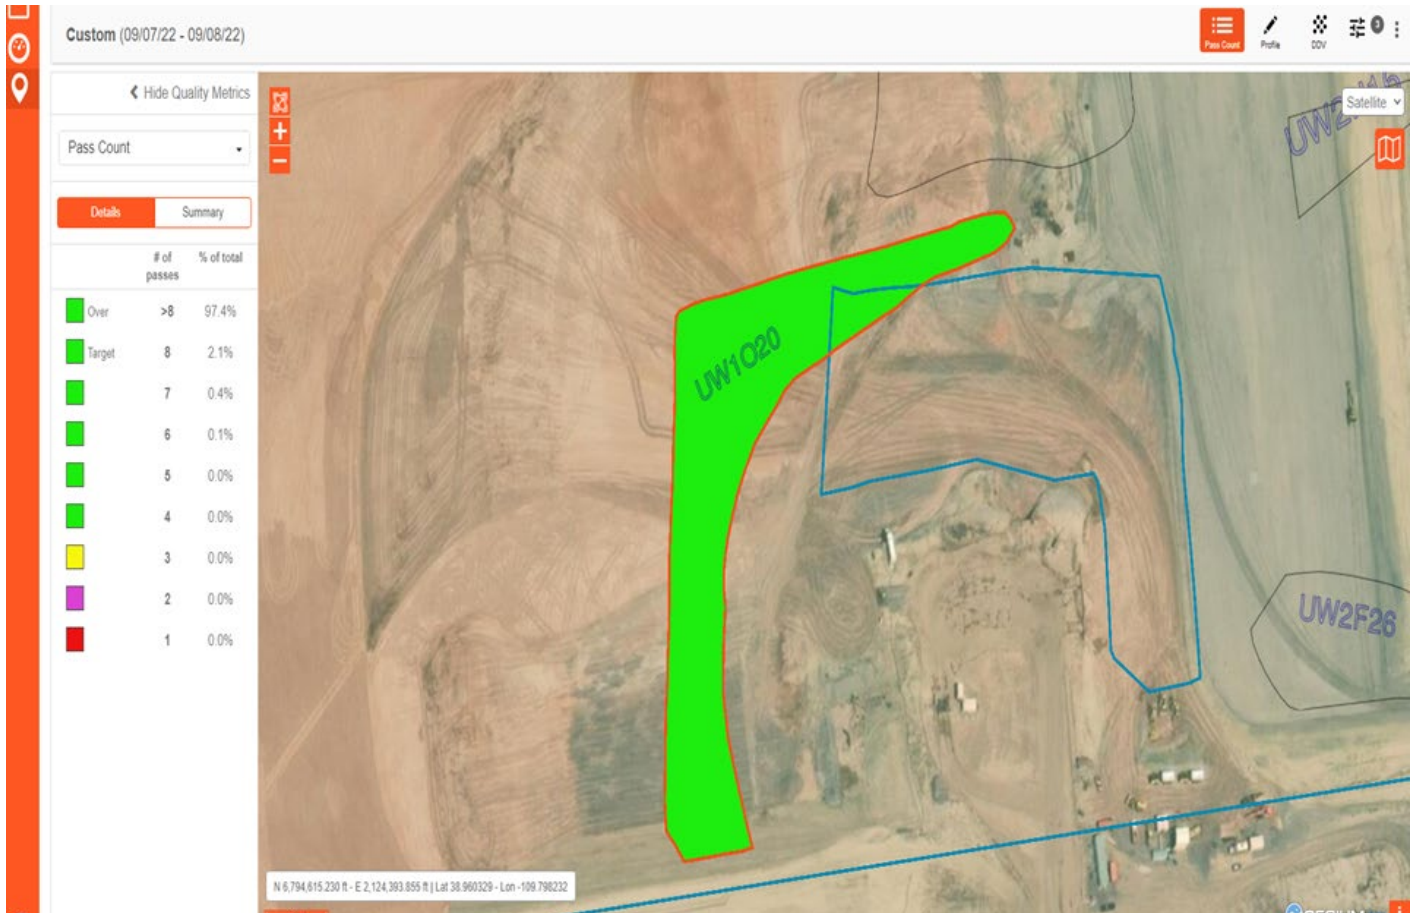 Custom (09/07/22 - 09/08/22)
Pass Count
Profile
DDV
3
Hide Quality Metrics
Satellite
Pass Count
Details
Summary
# of passes
% of total
Over >8 97.4%
Target 8 2.1%
7 0.4%
6 0.1%
5 0.0%
4 0.0%
3 0.0%
2 0.0%
1 0.0%
UW1O20
UW2F26
N 6,794,615.230 ft - E 2,124,393.855 ft | Lat 38.960329 - Lon -109.798232